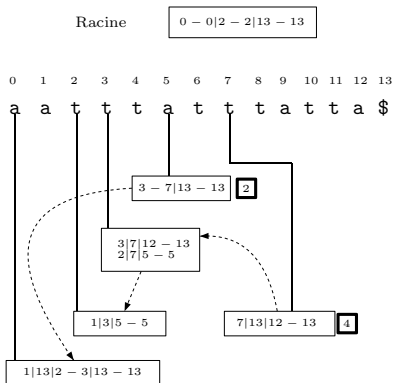 Racine 0 − 0|2 − 2|13 − 13
0 1 2 3 4 5 6 7 8 9 10 11 12 13
a a t t t a t t t a t t a $
3 − 7|13 − 13 2
3|7|12 − 13
2|7|5 − 5
1|3|5 − 5 7|13|12 − 13 4
1|13|2 − 3|13 − 13